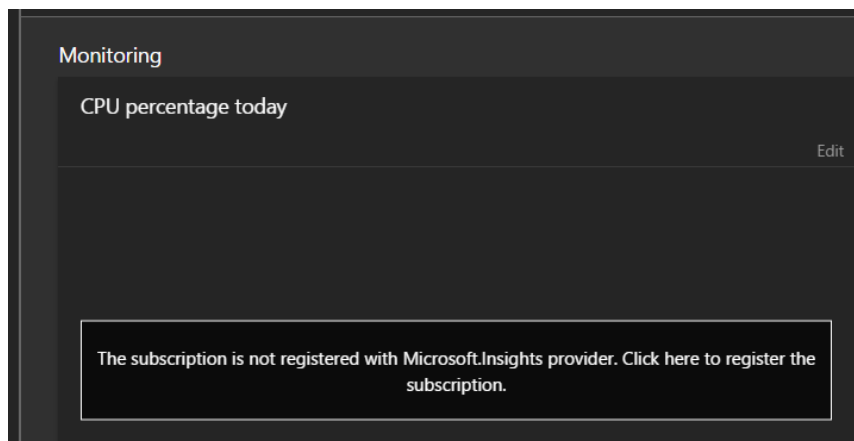 Monitoring
CPU percentage today
Edit
The subscription is not registered with Microsoft.Insights provider. Click here to register the
subscription.